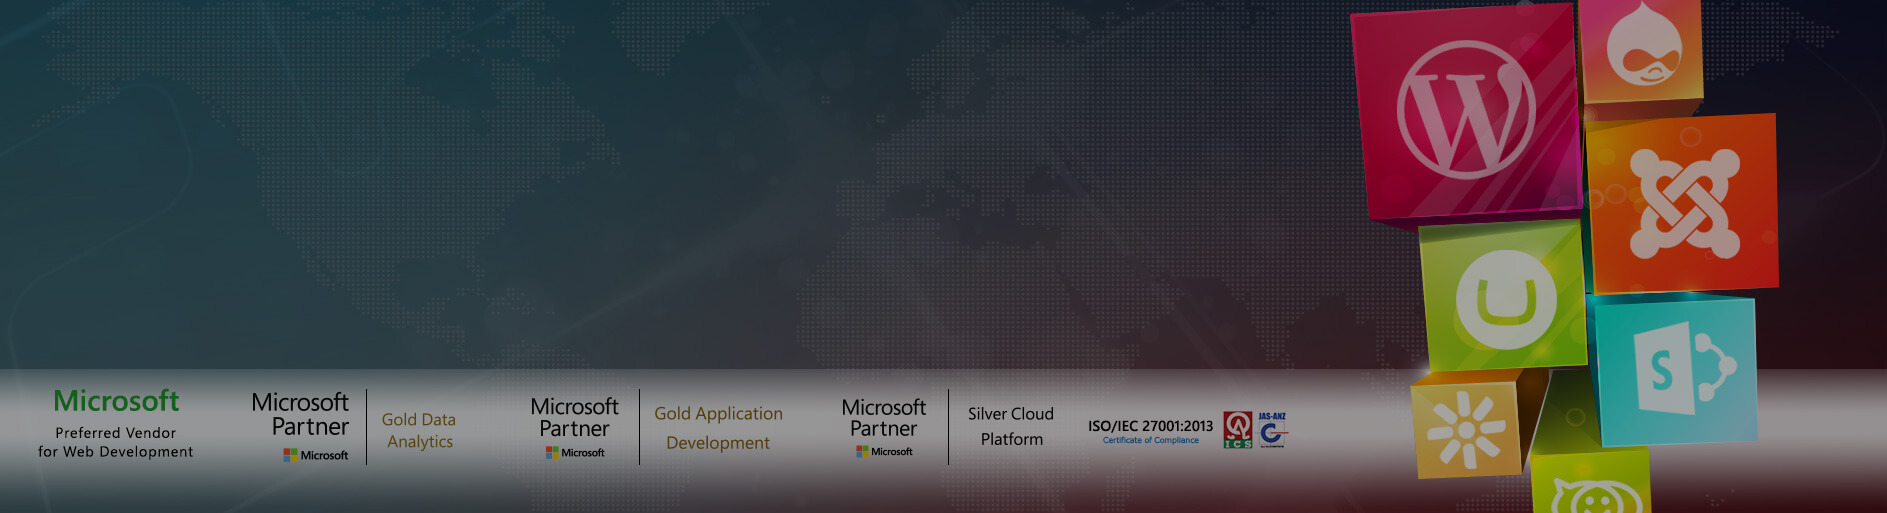 Microsoft
Preferred Vendor
for Web Development
Microsoft
Partner
Microsoft
Gold Data
Analytics
Microsoft
Partner
Microsoft
Gold Application
Development
Microsoft
Partner
Microsoft
Silver Cloud
Platform
ISO/IEC 27001:2013
Certificate of Compliance
ICS
JAS-ANZ
W
S